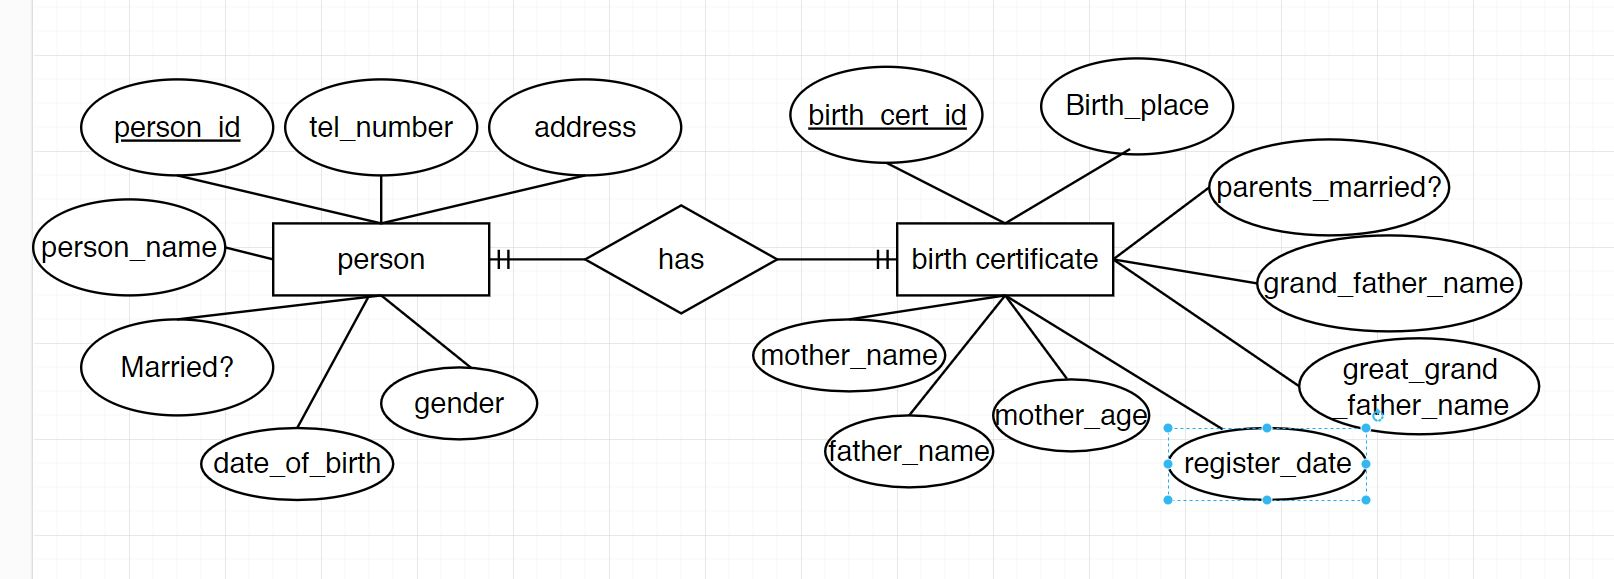 person_id
tel_number
address
birth_cert_id
Birth_place
parents_married?
person_name
person
has
birth certificate
grand_father_name
Married?
gender
date_of_birth
mother_name
father_name
mother_age
great_grand
_father_name
register_date